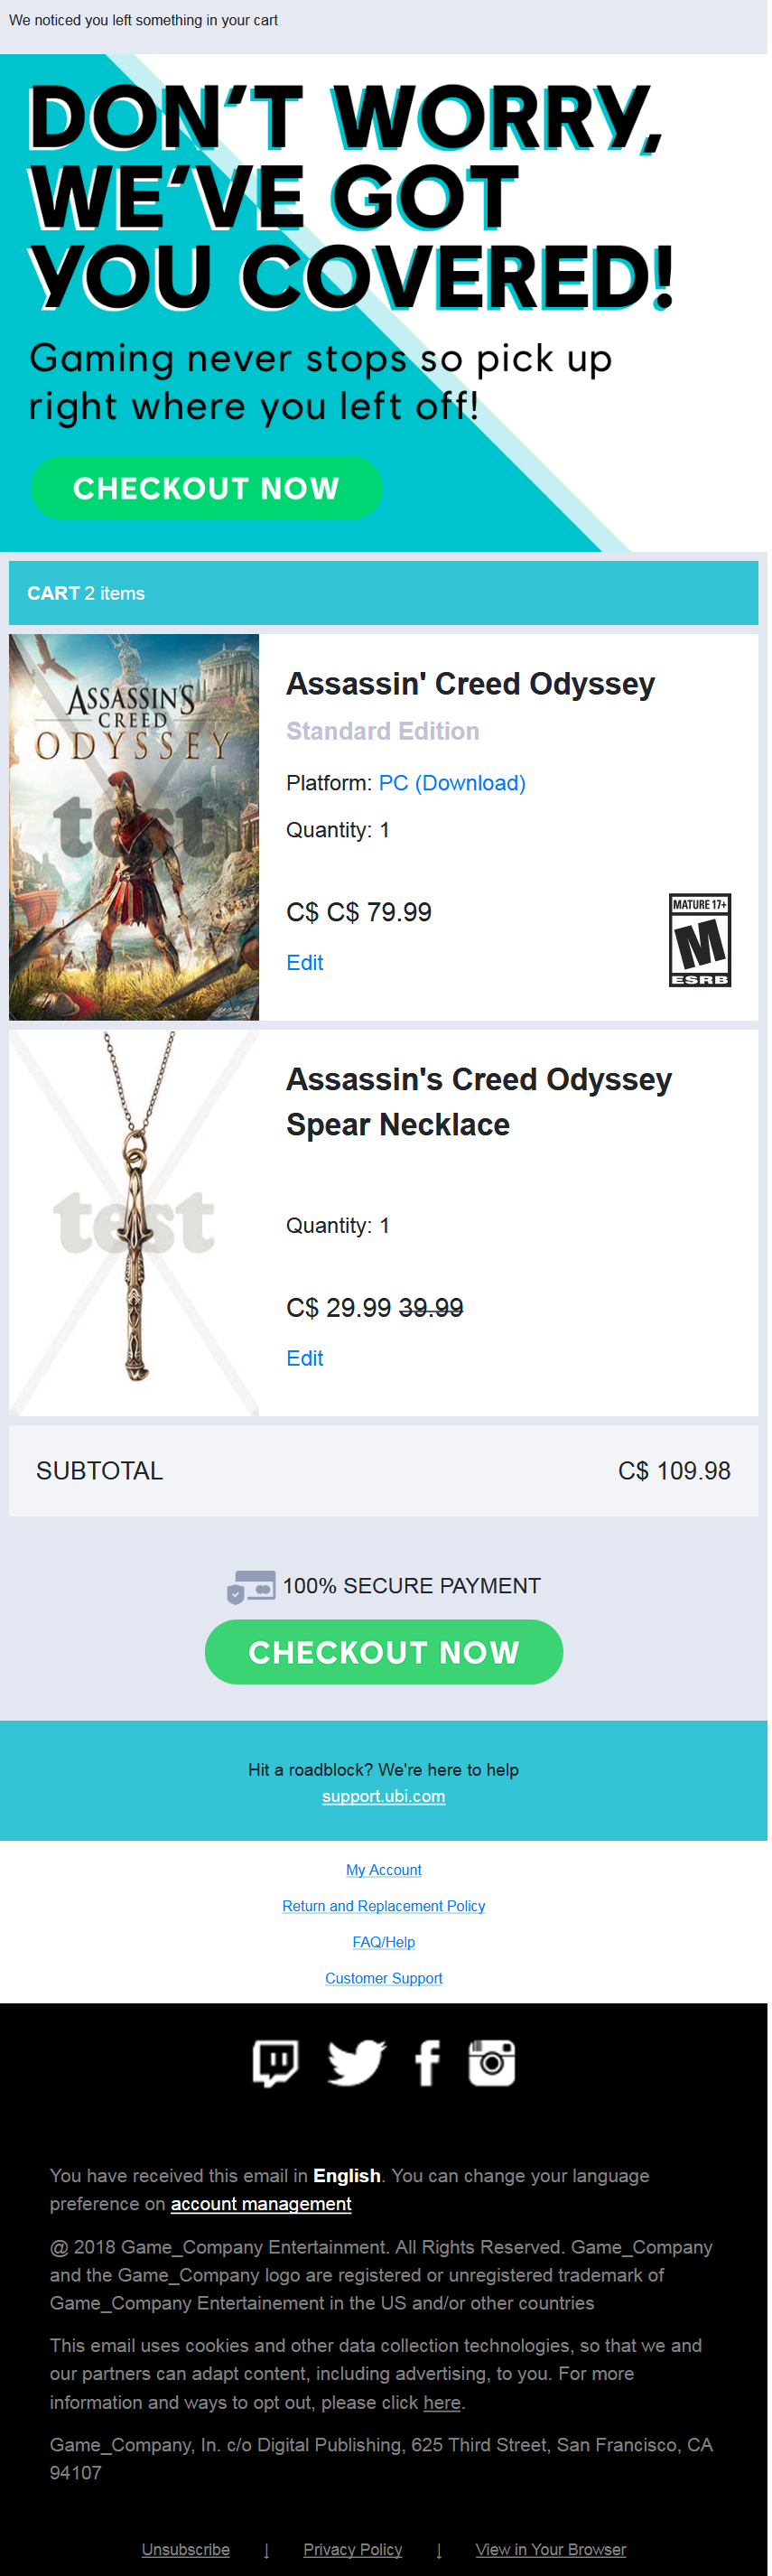 We noticed you left something in your cart
DON'T WORRY,
WE'VE GOT
YOU COVERED!
Gaming never stops so pick up
right where you left off!
CHECKOUT NOW
CART 2 items
ASSASSIN'S
CREED
ODYSSEY
test
Assassin' Creed Odyssey
Standard Edition
Platform: PC (Download)
Quantity: 1
C$ C$ 79.99
Edit
MATURE 17+
M
ESRB
test
Assassin's Creed Odyssey
Spear Necklace
Quantity: 1
C$ 29.99 39.99
Edit
SUBTOTAL C$ 109.98
100% SECURE PAYMENT
CHECKOUT NOW
Hit a roadblock? We're here to help
support.ubi.com
My Account
Return and Replacement Policy
FAQ/Help
Customer Support
You have received this email in English. You can change your language
preference on account management
@ 2018 Game_Company Entertainment. All Rights Reserved. Game_Company
and the Game_Company logo are registered or unregistered trademark of
Game_Company Entertainement in the US and/or other countries
This email uses cookies and other data collection technologies, so that we and
our partners can adapt content, including advertising, to you. For more
information and ways to opt out, please click here.
Game_Company, In. c/o Digital Publishing, 625 Third Street, San Francisco, CA
94107
Unsubscribe | Privacy Policy | View in Your Browser